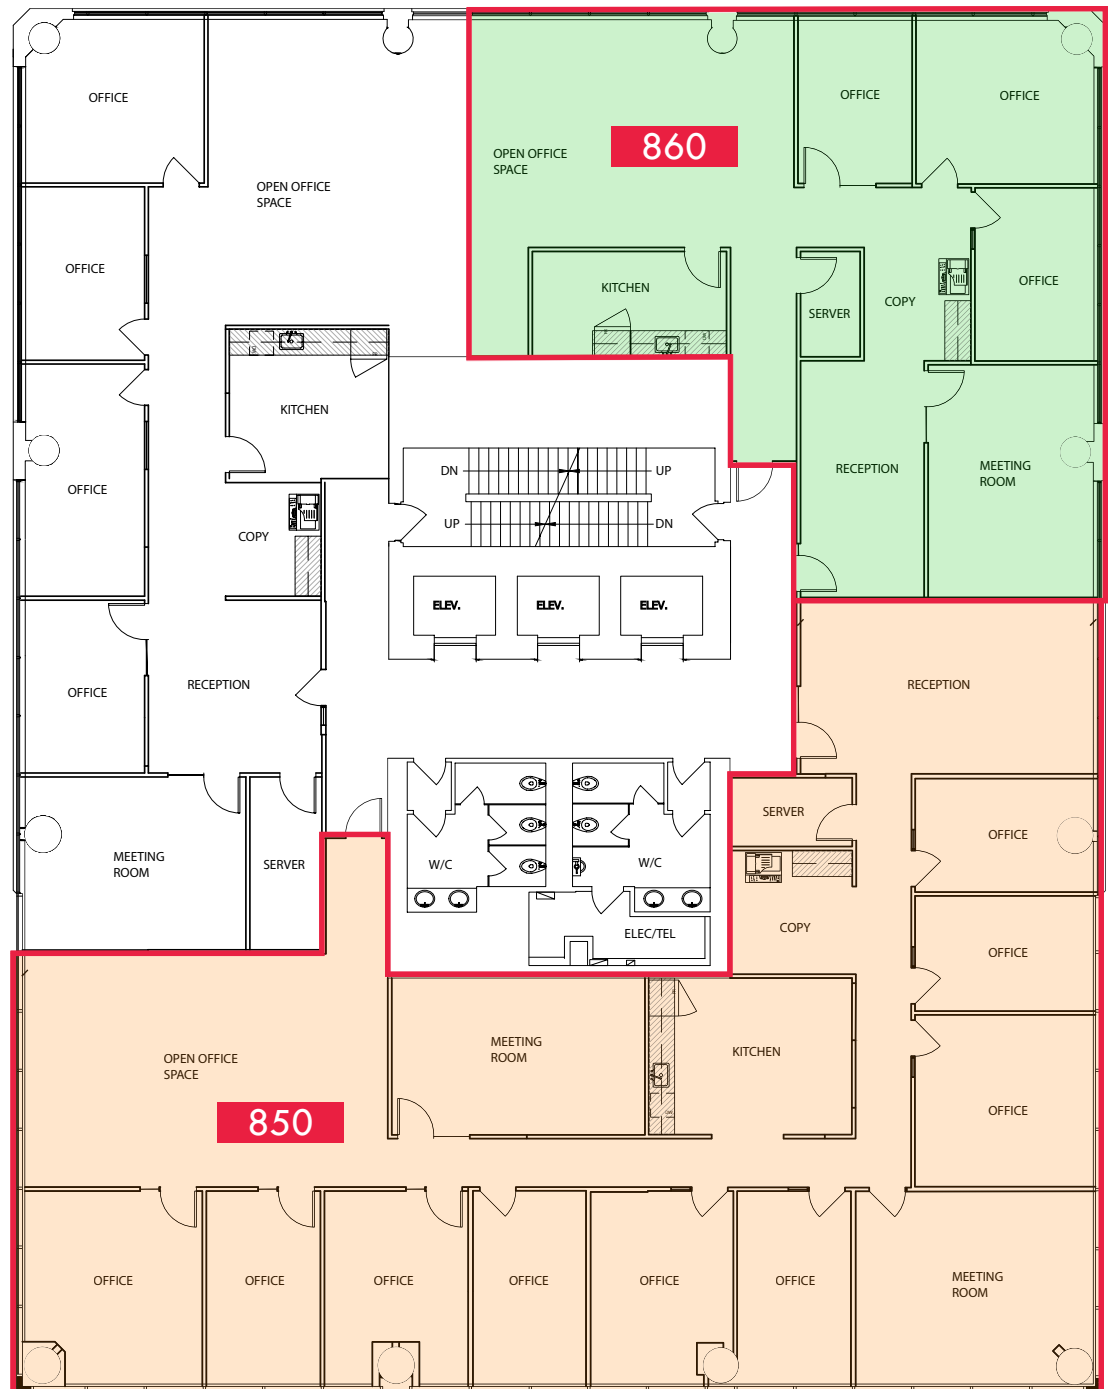 OFFICE
OFFICE
OFFICE
860
OPEN OFFICE
SPACE
OPEN OFFICE
SPACE
OFFICE
OFFICE
KITCHEN
COPY
SERVER
KITCHEN
DN
UP
RECEPTION
MEETING
ROOM
OFFICE
UP
DN
COPY
ELEV.
ELEV.
ELEV.
OFFICE
RECEPTION
RECEPTION
SERVER
OFFICE
MEETING
ROOM
SERVER
W/C
W/C
COPY
ELEC/TEL
OFFICE
OPEN OFFICE
SPACE
MEETING
ROOM
KITCHEN
850
OFFICE
OFFICE
OFFICE
OFFICE
OFFICE
OFFICE
OFFICE
MEETING
ROOM